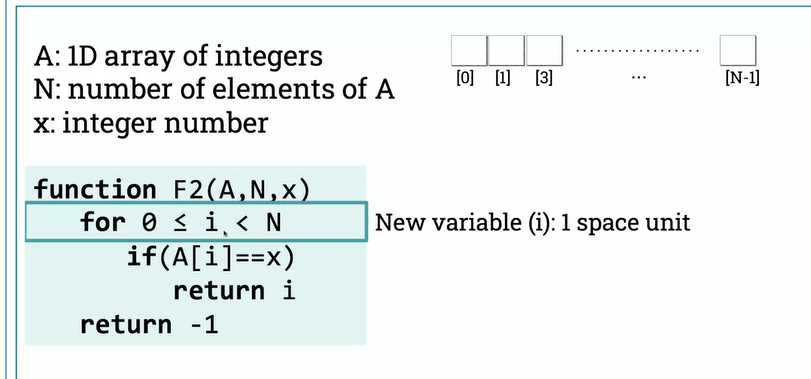 A: 1D array of integers
N: number of elements of A
x: integer number
..................
[0] [1] [3] ... [N-1]
function F2(A,N,x)
for 0 ≤ i < N
New variable (i): 1 space unit
if(A[i]==x)
return i
return -1